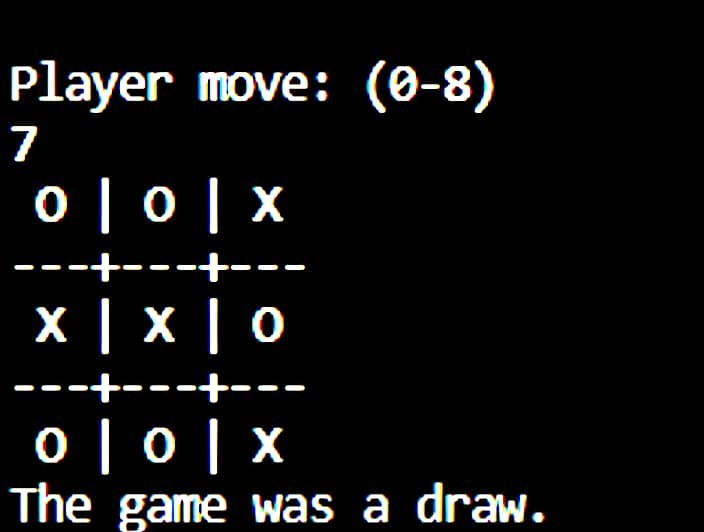 Player move: (0-8)
7
O | O | X
---+---+---
X | X | O
---+---+---
O | O | X
The game was a draw.